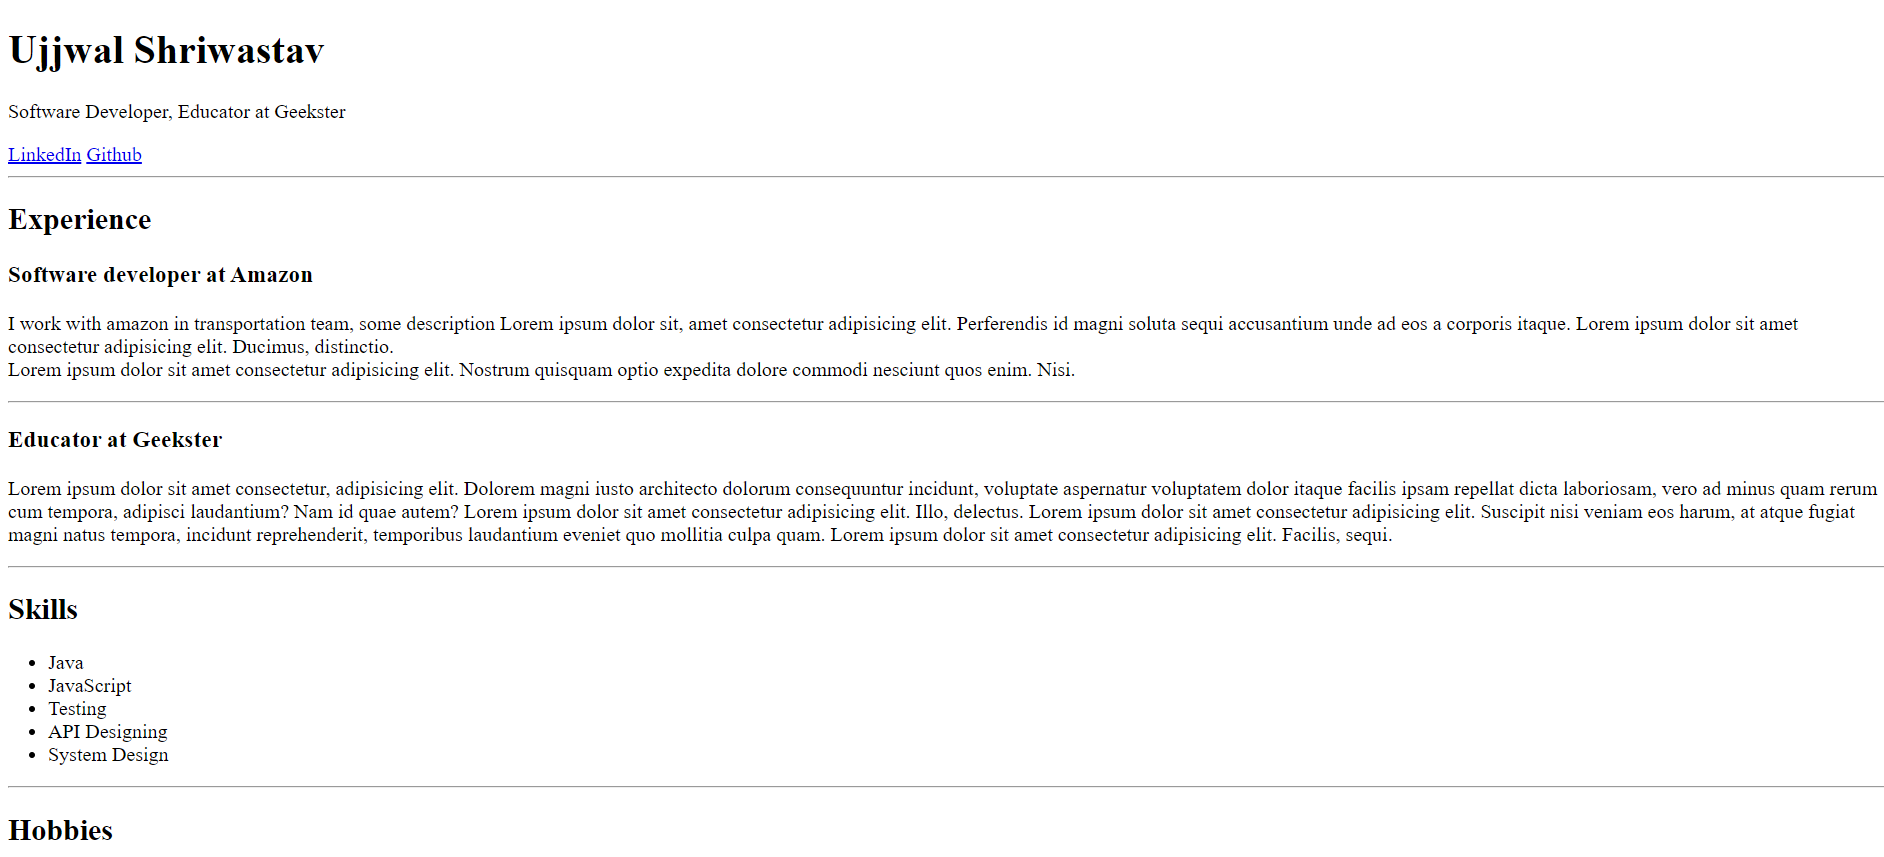 Ujjwal Shriwastav
Software Developer, Educator at Geekster
LinkedIn Github
Experience
Software developer at Amazon
I work with amazon in transportation team, some description Lorem ipsum dolor sit, amet consectetur adipisicing elit. Perferendis id magni soluta sequi accusantium unde ad eos a corporis itaque. Lorem ipsum dolor sit amet
consectetur adipisicing elit. Ducimus, distinctio.
Lorem ipsum dolor sit amet consectetur adipisicing elit. Nostrum quisquam optio expedita dolore commodi nesciunt quos enim. Nisi.
Educator at Geekster
Lorem ipsum dolor sit amet consectetur, adipisicing elit. Dolorem magni iusto architecto dolorum consequuntur incidunt, voluptate aspernatur voluptatem dolor itaque facilis ipsam repellat dicta laboriosam, vero ad minus quam rerum
cum tempora, adipisci laudantium? Nam id quae autem? Lorem ipsum dolor sit amet consectetur adipisicing elit. Illo, delectus. Lorem ipsum dolor sit amet consectetur adipisicing elit. Suscipit nisi veniam eos harum, at atque fugiat
magni natus tempora, incidunt reprehenderit, temporibus laudantium eveniet quo mollitia culpa quam. Lorem ipsum dolor sit amet consectetur adipisicing elit. Facilis, sequi.
Skills
• Java
• JavaScript
• Testing
• API Designing
• System Design
Hobbies